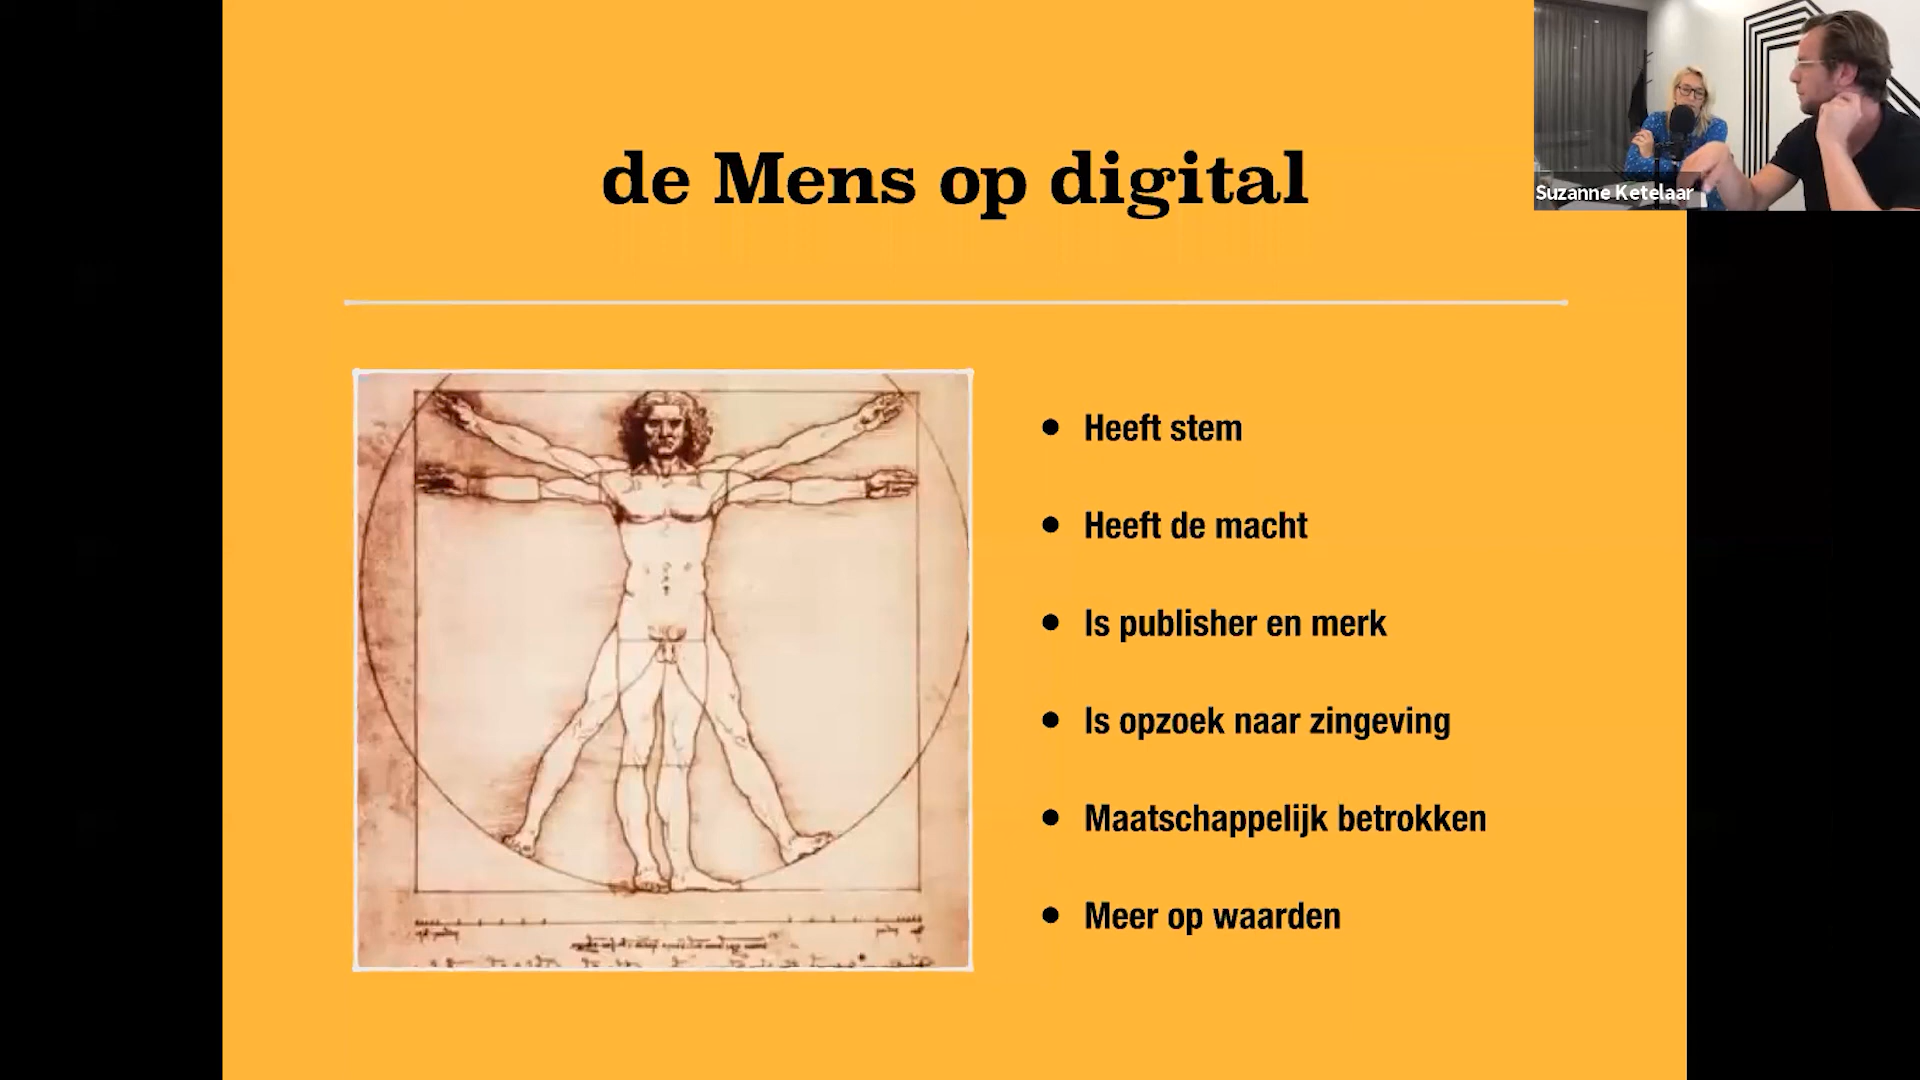 de Mens op digital
Suzanne Ketelaar
Heeft stem
Heeft de macht
Is publisher en merk
Is opzoek naar zingeving
Maatschappelijk betrokken
Meer op waarden